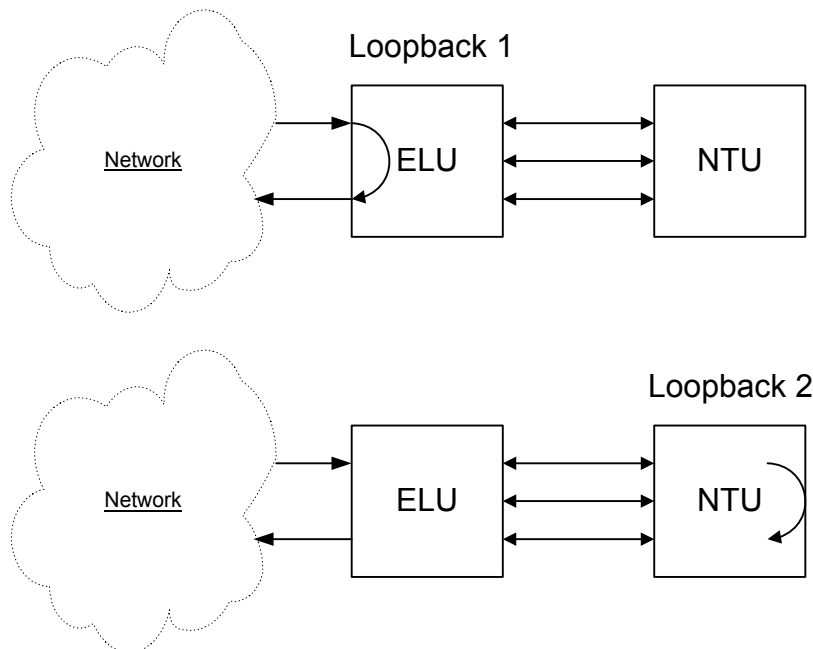 Loopback 1
Network
ELU
NTU
Loopback 2
Network
ELU
NTU